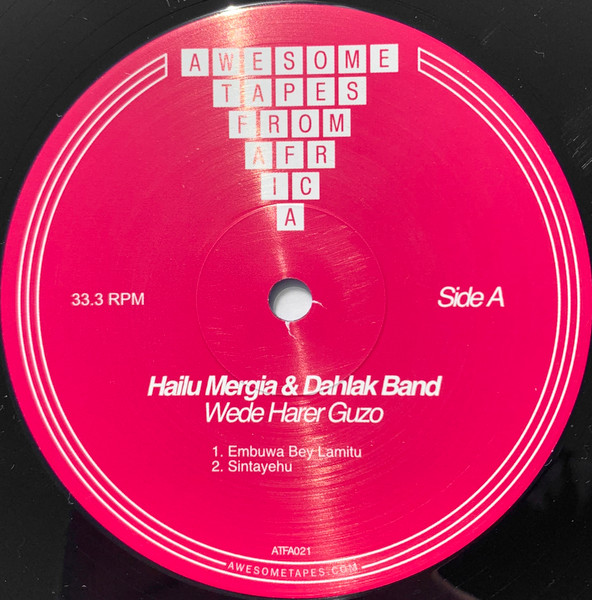 AWESOME
TAPES
FROM
AFR
IC
A
33.3 RPM
Side A
Hailu Mergia & Dahlak Band
Wede Harer Guzo
1. Embuwa Bey Lamitu
2. Sintayehu
ATFA021
AWESOMETAPES.COM